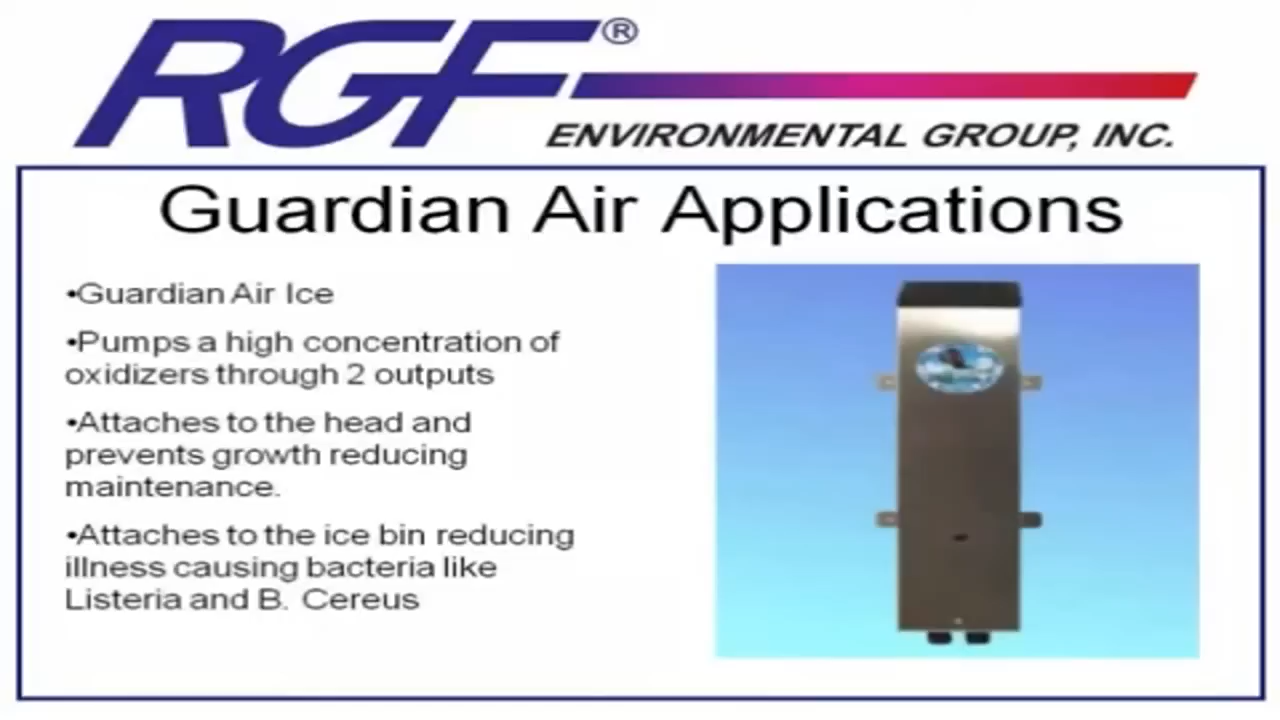 RGF®
ENVIRONMENTAL GROUP, INC.
Guardian Air Applications
•Guardian Air Ice
•Pumps a high concentration of
oxidizers through 2 outputs
•Attaches to the head and
prevents growth reducing
maintenance.
•Attaches to the ice bin reducing
illness causing bacteria like
Listeria and B. Cereus